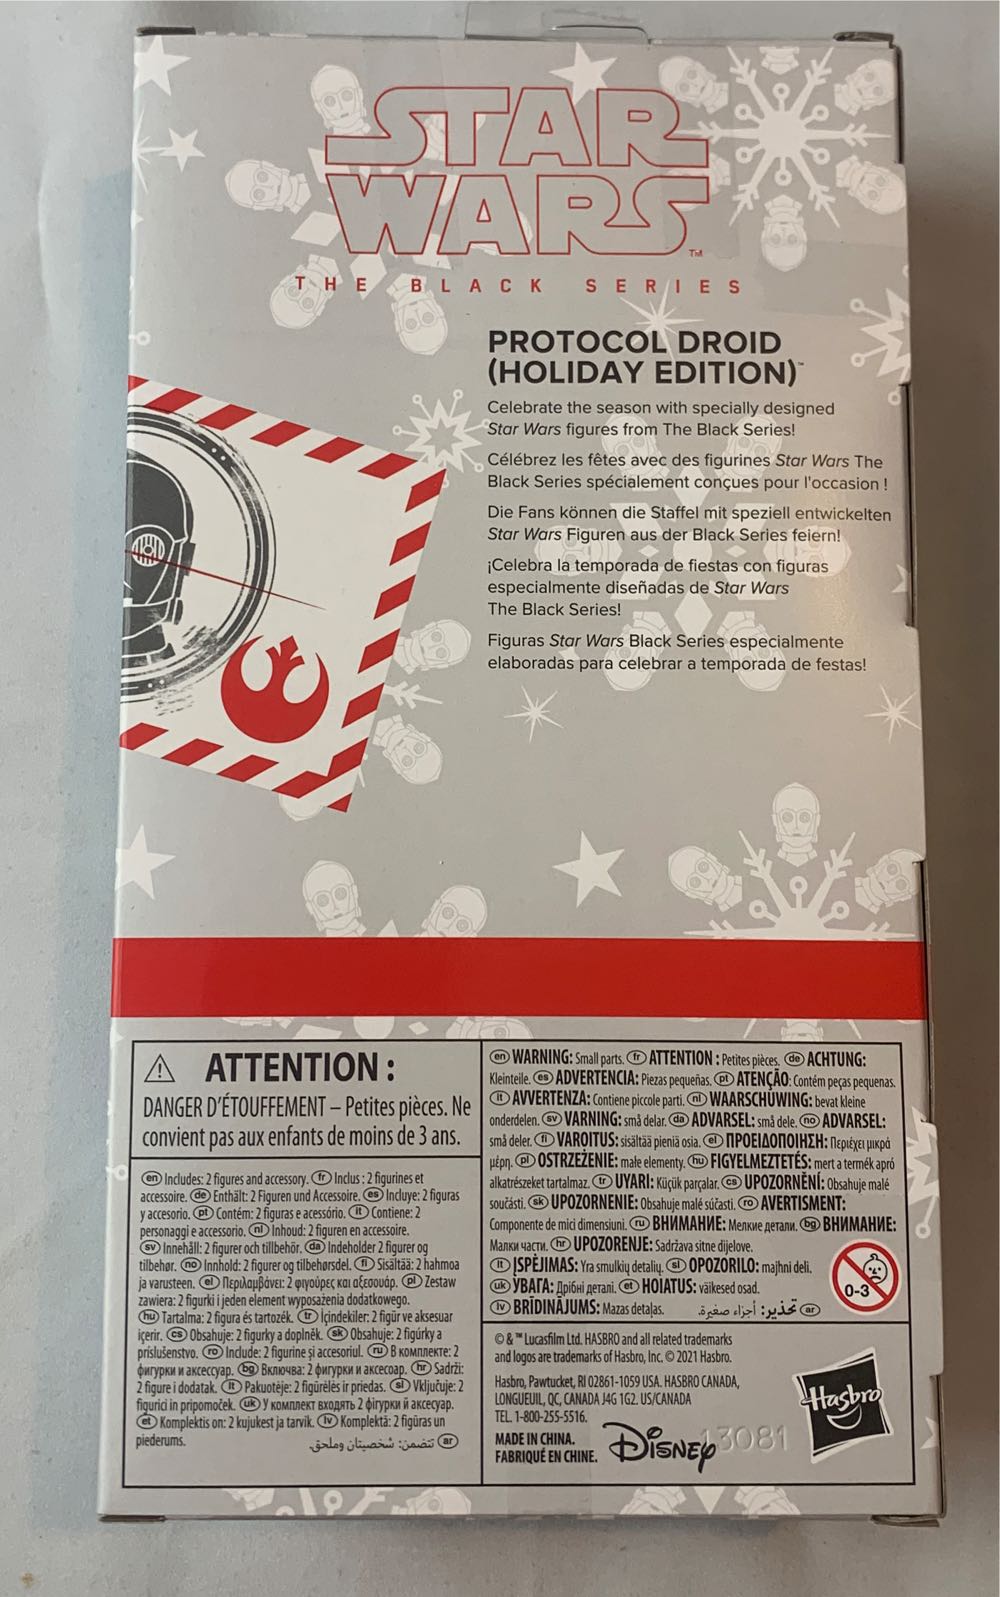 STAR
WARS
TM
THE BLACK SERIES
PROTOCOL DROID
(HOLIDAY EDITION)™
Celebrate the season with specially designed
Star Wars figures from The Black Series!
Célébrez les fêtes avec des figurines Star Wars The
Black Series spécialement conçues pour l'occasion !
Die Fans können die Staffel mit speziell entwickelten
Star Wars Figuren aus der Black Series feiern!
¡Celebra la temporada de fiestas con figuras
especialmente diseñadas de Star Wars
The Black Series!
Figuras Star Wars Black Series especialmente
elaboradas para celebrar a temporada de festas!
ATTENTION :
DANGER D'ÉTOUFFEMENT – Petites pièces. Ne
convient pas aux enfants de moins de 3 ans.
en Includes: 2 figures and accessory. fr Inclus : 2 figurines et
accessoire. de Enthält: 2 Figuren und Accessoire. es Incluye: 2 figuras
y accesorio. pt Contém: 2 figuras e acessório. it Contiene: 2
personaggi e accessorio. nl Inhoud: 2 figuren en accessoire.
sv Innehåll: 2 figurer och tillbehör. da Indeholder 2 figurer og
tilbehør. no Innhold: 2 figurer og tilbehørsdel. fi Sisältää: 2 hahmoa
ja varusteen. el Περιλαμβάνει: 2 φιγούρες και αξεσουάρ. pl Zestaw
zawiera: 2 figurki i jeden element wyposażenia dodatkowego.
hu Tartalma: 2 figura és tartozék. tr İçindekiler: 2 figür ve aksesuar
içerir. cs Obsahuje: 2 figurky a doplněk. sk Obsahuje: 2 figúrky a
príslušenstvo. ro Include: 2 figurine și accesoriul. ru В комплекте: 2
фигурки и аксессуар. bg Включва: 2 фигурки и аксесоар. hr Sadrži:
2 figure i dodatak. lt Pakuotėje: 2 figūrėlės ir priedas. sl Vključuje: 2
figurici in pripomoček. uk У комплект входять 2 фігурки й аксесуар.
et Komplektis on: 2 kujukest ja tarvik. lv Komplektā: 2 figūras un
piederums.
ar تتضمن: شخصيتان وملحق.
en WARNING: Small parts. fr ATTENTION : Petites pièces. de ACHTUNG:
Kleinteile. es ADVERTENCIA: Piezas pequeñas. pt ATENÇÃO: Contém peças pequenas.
it AVVERTENZA: Contiene piccole parti. nl WAARSCHUWING: bevat kleine
onderdelen. sv VARNING: små delar. da ADVARSEL: små dele. no ADVARSEL:
små deler. fi VAROITUS: sisältää pieniä osia. el ΠΡΟΕΙΔΟΠΟΙΗΣΗ: Περιέχει μικρά
μέρη. pl OSTRZEŻENIE: małe elementy. hu FIGYELMEZTETÉS: mert a termék apró
alkatrészeket tartalmaz. tr UYARI: Küçük parçalar. cs UPOZORNĚNÍ: Obsahuje malé
součásti. sk UPOZORNENIE: Obsahuje malé súčasti. ro AVERTISMENT:
Componente de mici dimensiuni. ru ВНИМАНИЕ: Мелкие детали. bg ВНИМАНИЕ:
Малки части. hr UPOZORENJE: Sadržava sitne dijelove.
lt ĮSPĖJIMAS: Yra smulkių detalių. sl OPOZORILO: majhni deli.
uk УВАГА: Дрібні деталі. et HOIATUS: väikesed osad.
lv BRĪDINĀJUMS: Mazas detaļas. ar تحذير: أجزاء صغيرة.
0-3
© & ™ Lucasfilm Ltd. HASBRO and all related trademarks
and logos are trademarks of Hasbro, Inc. © 2021 Hasbro.
Hasbro, Pawtucket, RI 02861-1059 USA. HASBRO CANADA,
LONGUEUIL, QC, CANADA J4G 1G2. US/CANADA
TEL. 1-800-255-5516.
MADE IN CHINA.
FABRIQUÉ EN CHINE.
Disney
13081
Hasbro